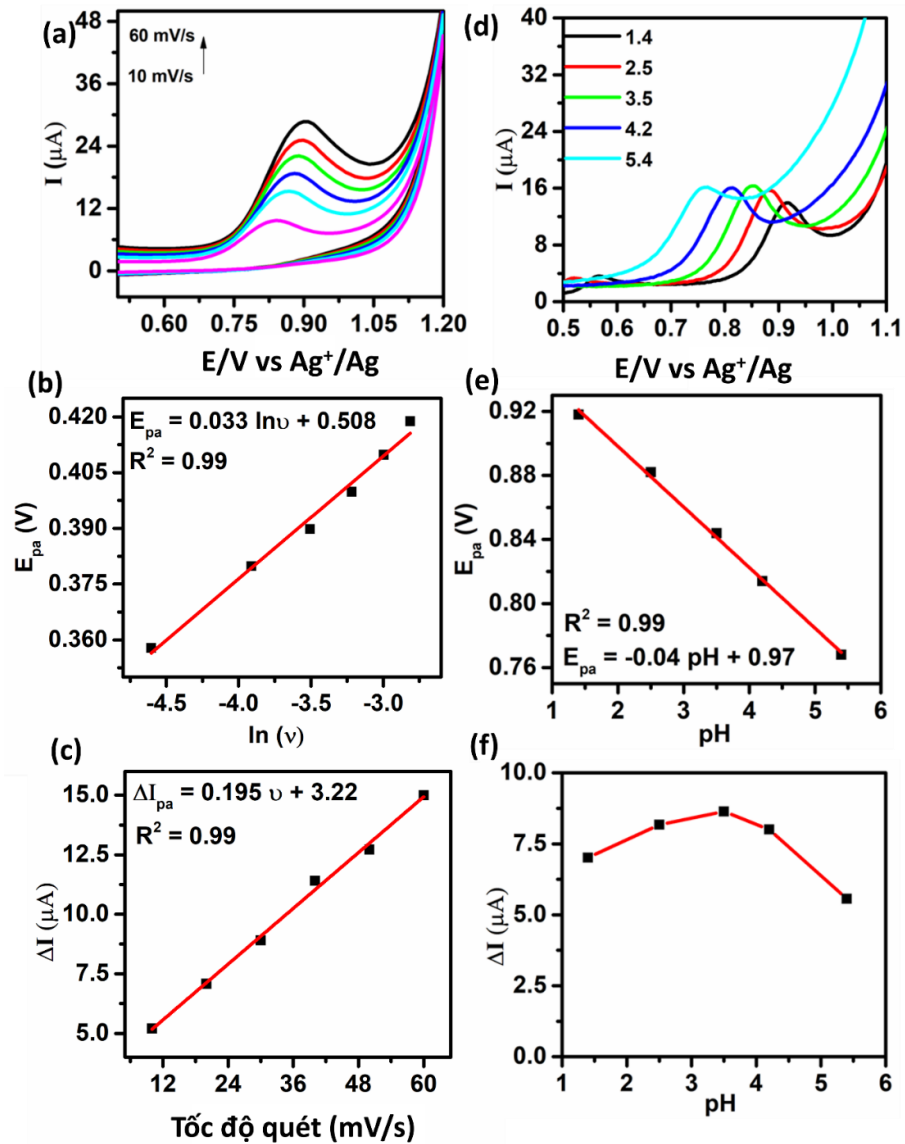 (a)
60 mV/s
10 mV/s
48
36
24
12
0
I (μA)
0.60
0.75
0.90
1.05
1.20
E/V vs Ag⁺/Ag
(d)
1.4
2.5
3.5
4.2
5.4
40
32
24
16
8
0
I (μA)
0.5
0.6
0.7
0.8
0.9
1.0
1.1
E/V vs Ag⁺/Ag
(b)
E_pa = 0.033 lnυ + 0.508
R² = 0.99
0.420
0.405
0.390
0.375
0.360
E_pa (V)
-4.5
-4.0
-3.5
-3.0
ln (ν)
(e)
0.92
0.88
0.84
0.80
0.76
E_pa (V)
R² = 0.99
E_pa = -0.04 pH + 0.97
1
2
3
4
5
6
pH
(c)
ΔI_pa = 0.195 υ + 3.22
R² = 0.99
15.0
12.5
10.0
7.5
5.0
ΔI (μA)
12
24
36
48
60
Tốc độ quét (mV/s)
(f)
10.0
7.5
5.0
2.5
0.0
ΔI (μA)
1
2
3
4
5
6
pH